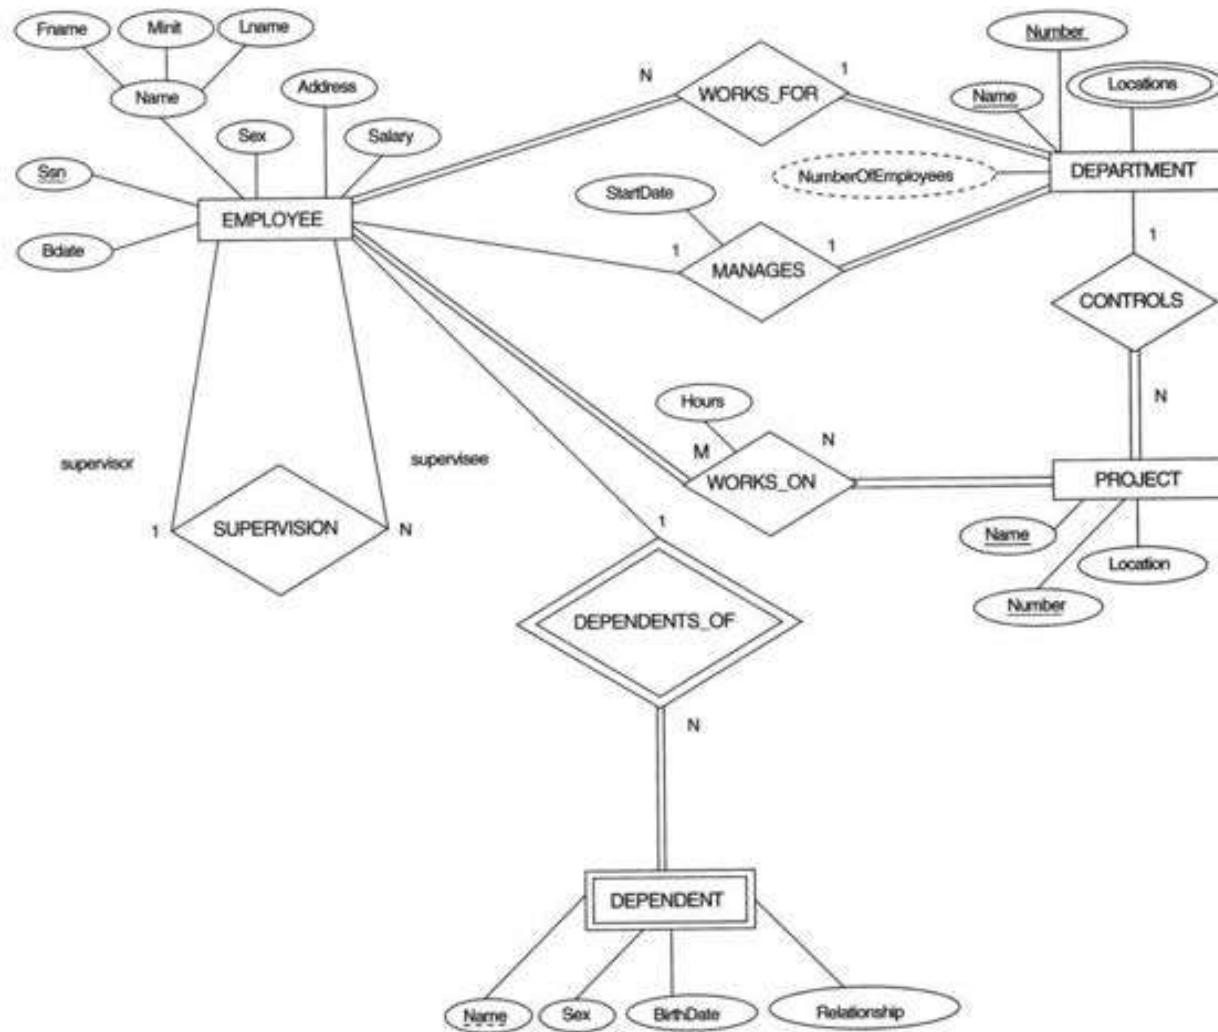 Fname
Minit
Lname
Number
Name
Address
N
1
WORKS_FOR
Locations
Name
Sex
Salary
Ssn
NumberOfEmployees
DEPARTMENT
StartDate
EMPLOYEE
Bdate
1
1
MANAGES
1
CONTROLS
Hours
N
M
N
supervisor
supervisee
WORKS_ON
PROJECT
1
SUPERVISION
N
1
Name
Location
Number
DEPENDENTS_OF
N
DEPENDENT
Name
Sex
BirthDate
Relationship